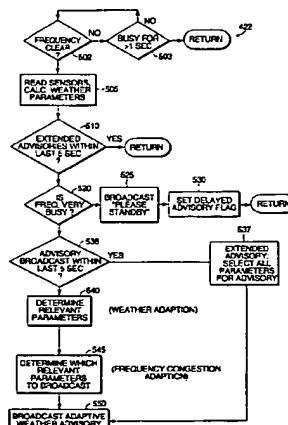 NO
FREQUENCY
CLEAR
?
NO
BUSY FOR
>1 SEC
?
RETURN
422
502
503
READ SENSORS,
CALC WEATHER
PARAMETERS
505
510
EXTENDED
ADVISORIES WITHIN
LAST 5 SEC
?
YES
RETURN
520
IS
FREQ. VERY
BUSY ?
525
BROADCAST
"PLEASE
STANDBY"
530
SET DELAYED
ADVISORY FLAG
RETURN
ADVISORY
BROADCAST WITHIN
LAST 5 SEC
?
YES
EXTENDED
ADVISORY:
SELECT ALL
PARAMETERS
FOR ADVISORY
DETERMINE
RELEVANT
PARAMETERS
(WEATHER ADAPTION)
545
DETERMINE WHICH
RELEVANT
PARAMETERS
TO BROADCAST
(FREQUENCY CONGESTION
ADAPTION)
550
BROADCAST ADAPTIVE
WEATHER ADVISORY